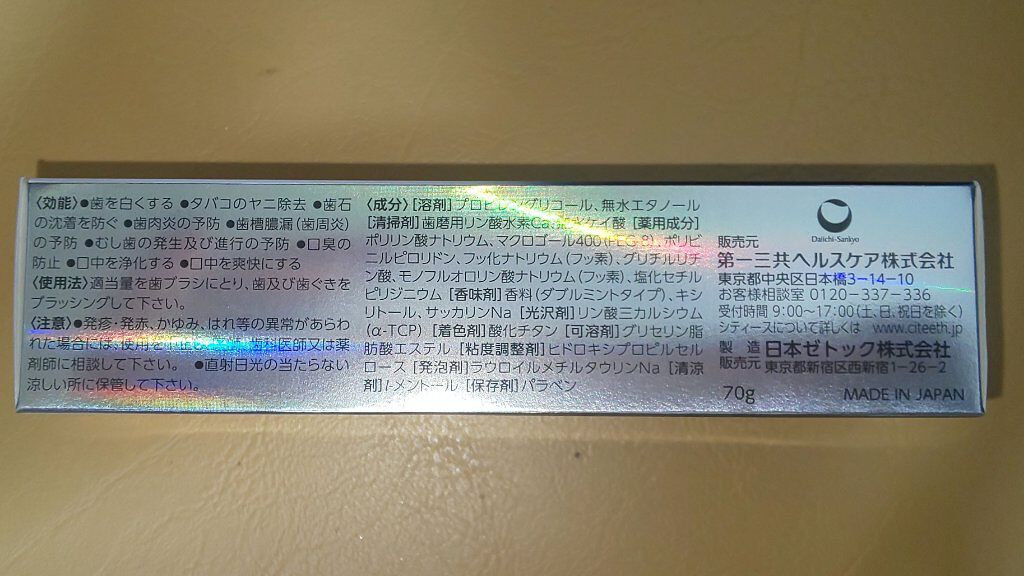 〈効能〉●歯を白くする ●タバコのヤニ除去 ●歯石
の沈着を防ぐ ●歯肉炎の予防 ●歯槽膿漏(歯周炎)
の予防 ●むし歯の発生及び進行の予防 ●口臭の
防止 ●口中を浄化する ●口中を爽快にする
〈使用法〉適当量を歯ブラシにとり、歯及び歯ぐきを
ブラッシングして下さい。
〈注意〉●発疹・発赤、かゆみ、はれ等の異常があらわ
れた場合には、使用を中止し、歯科医師又は薬
剤師に相談して下さい。 ●直射日光の当たらない
涼しい所に保管して下さい。
〈成分〉[溶剤]プロピレングリコール、無水エタノール
[清掃剤]歯磨用リン酸水素Ca、無水ケイ酸 [薬用成分]
ポリリン酸ナトリウム、マクロゴール400(PEG-8)、ポリビ
ニルピロリドン、フッ化ナトリウム(フッ素)、グリチルリチ
ン酸、モノフルオロリン酸ナトリウム(フッ素)、塩化セチル
ピリジニウム [香味剤]香料(ダブルミントタイプ)、キシ
リトール、サッカリンNa [光沢剤]リン酸三カルシウム
(α-TCP) [着色剤]酸化チタン [可溶剤]グリセリン脂
肪酸エステル [粘度調整剤]ヒドロキシプロピルセル
ロース [発泡剤]ラウロイルメチルタウリンNa [清涼
剤]l-メントール [保存剤]パラベン
Daiichi-Sankyo
販売元
第一三共ヘルスケア株式会社
東京都中央区日本橋3-14-10
お客様相談室 0120-337-336
受付時間 9:00〜17:00(土、日、祝日を除く)
シティースについて詳しくは www.citeeth.jp
製造
販売元 日本ゼトック株式会社
東京都新宿区西新宿1-26-2
70g MADE IN JAPAN